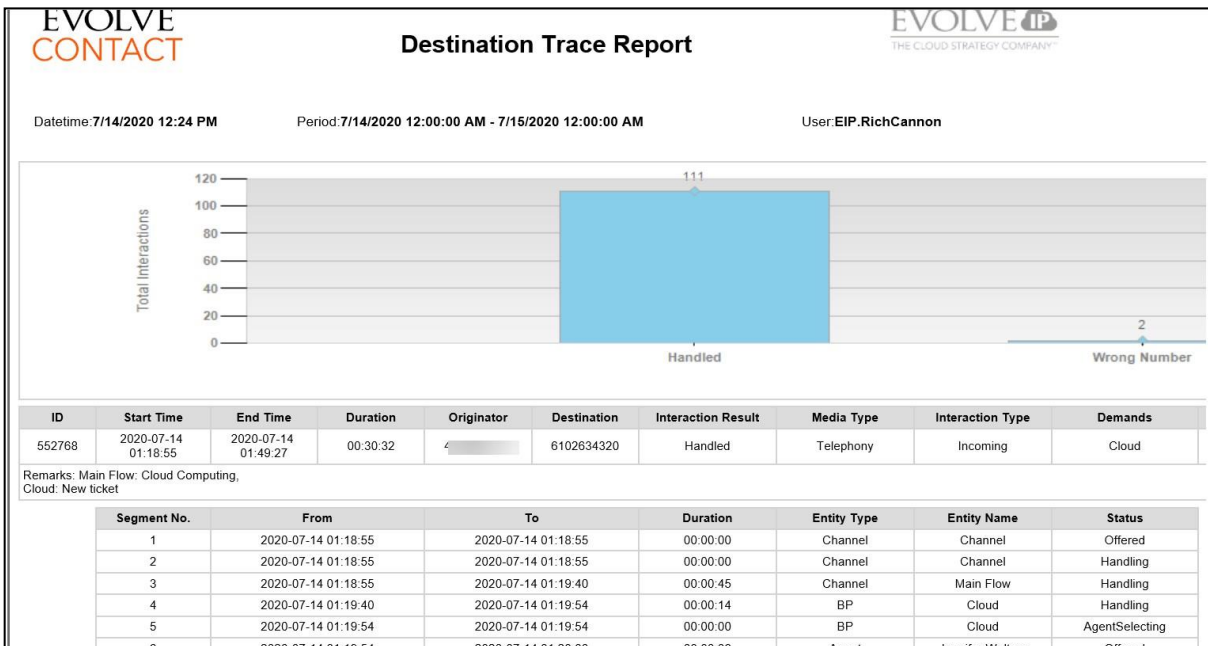 EVOLVE
CONTACT
Destination Trace Report
EVOLVE IP
THE CLOUD STRATEGY COMPANY™
Datetime:7/14/2020 12:24 PM Period:7/14/2020 12:00:00 AM - 7/15/2020 12:00:00 AM User:EIP.RichCannon
Total Interactions
120
100
80
60
40
20
0
111
2
Handled Wrong Number
ID Start Time End Time Duration Originator Destination Interaction Result Media Type Interaction Type Demands
552768 2020-07-14 01:18:55 2020-07-14 01:49:27 00:30:32 6102634320 Handled Telephony Incoming Cloud
Remarks: Main Flow: Cloud Computing,
Cloud: New ticket
Segment No. From To Duration Entity Type Entity Name Status
1 2020-07-14 01:18:55 2020-07-14 01:18:55 00:00:00 Channel Channel Offered
2 2020-07-14 01:18:55 2020-07-14 01:18:55 00:00:00 Channel Channel Handling
3 2020-07-14 01:18:55 2020-07-14 01:19:40 00:00:45 Channel Main Flow Handling
4 2020-07-14 01:19:40 2020-07-14 01:19:54 00:00:14 BP Cloud Handling
5 2020-07-14 01:19:54 2020-07-14 01:19:54 00:00:00 BP Cloud AgentSelecting